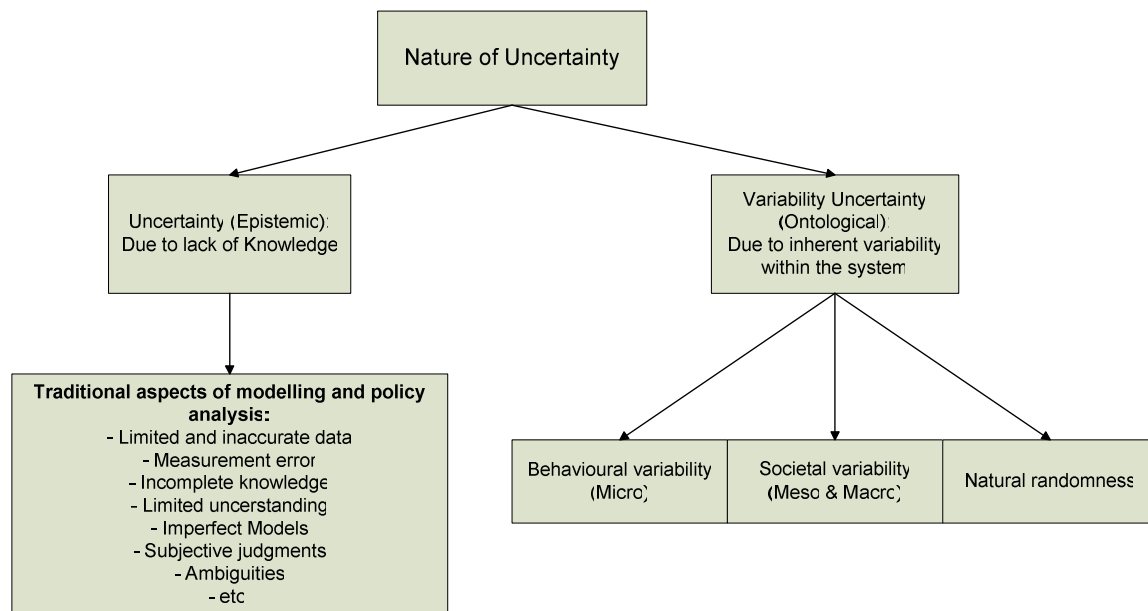 Nature of Uncertainty
Uncertainty (Epistemic):
Due to lack of Knowledge
Variability Uncertainty
(Ontological):
Due to inherent variability
within the system
Traditional aspects of modelling and policy
analysis:
- Limited and inaccurate data
- Measurement error
- Incomplete knowledge
- Limited uncerstanding
- Imperfect Models
- Subjective judgments
- Ambiguities
- etc
Behavioural variability
(Micro)
Societal variability
(Meso & Macro)
Natural randomness